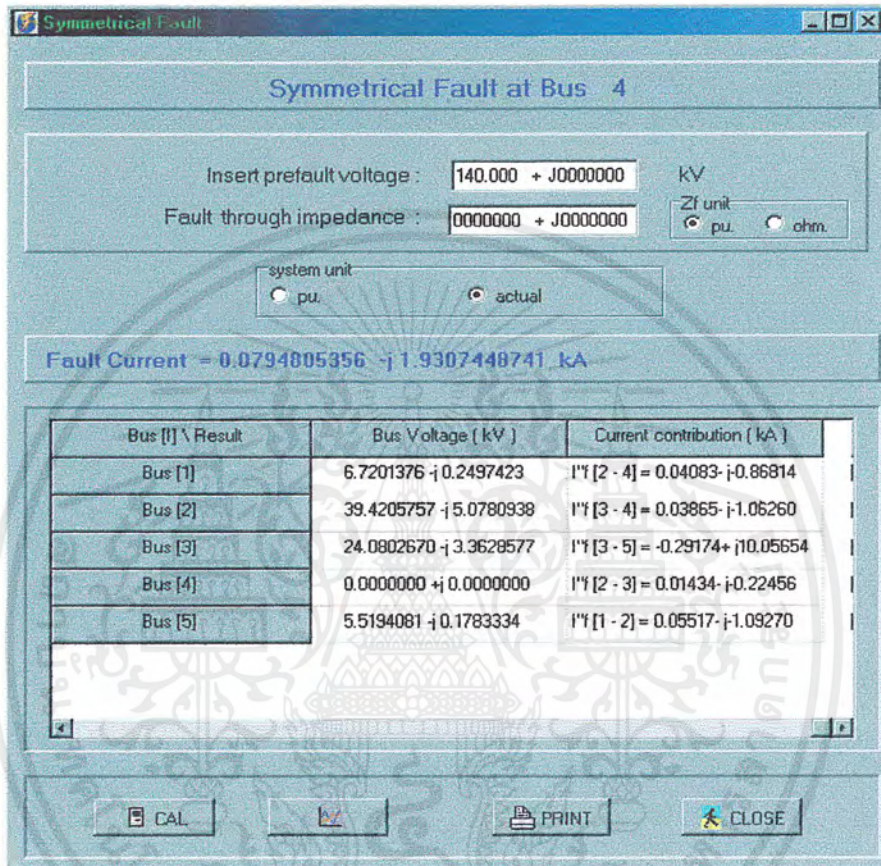 Symmetrical Fault
Symmetrical Fault at Bus 4
Insert prefault voltage : 140.000 + J0000000 kV
Fault through impedance : 0000000 + J0000000
Zf unit
pu. ohm.
system unit
pu. actual
Fault Current = 0.0794805356 -j 1.9307448741 kA
Bus [I] \ Result Bus Voltage ( kV ) Current contribution ( kA )
Bus [1] 6.7201376 -j 0.2497423 I"f [2 - 4] = 0.04083- j-0.86814
Bus [2] 39.4205757 -j 5.0780938 I"f [3 - 4] = 0.03865- j-1.06260
Bus [3] 24.0802670 -j 3.3628577 I"f [3 - 5] = -0.29174+ j10.05654
Bus [4] 0.0000000 +j 0.0000000 I"f [2 - 3] = 0.01434- j-0.22456
Bus [5] 5.5194081 -j 0.1783334 I"f [1 - 2] = 0.05517- j-1.09270
CAL PRINT CLOSE